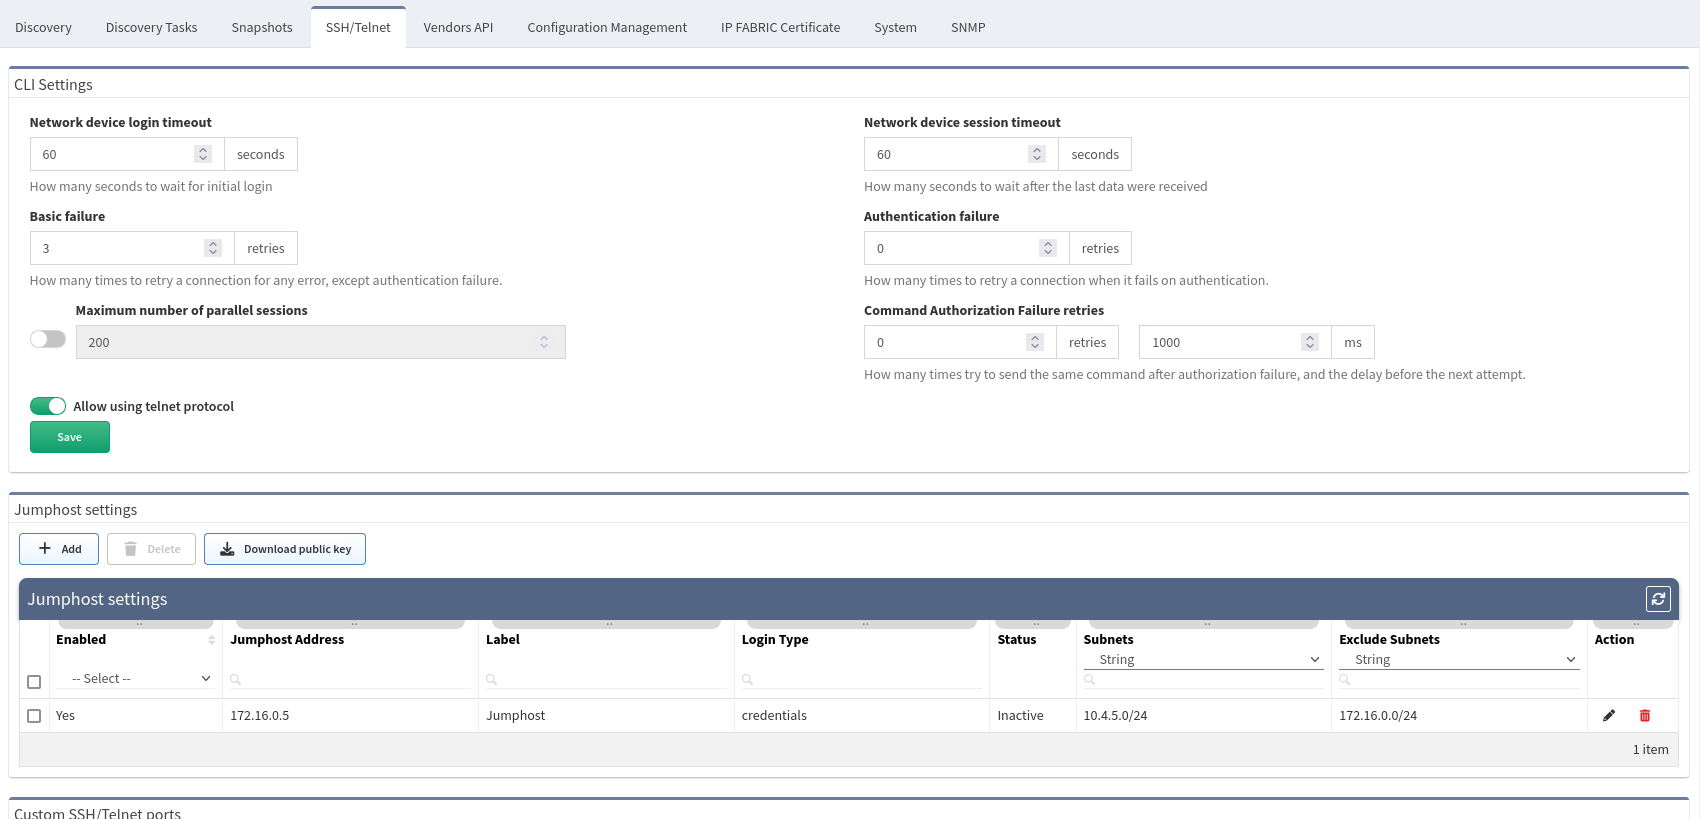 Discovery Discovery Tasks Snapshots SSH/Telnet Vendors API Configuration Management IP FABRIC Certificate System SNMP
CLI Settings
Network device login timeout Network device session timeout
60 seconds 60 seconds
How many seconds to wait for initial login How many seconds to wait after the last data were received
Basic failure Authentication failure
3 retries 0 retries
How many times to retry a connection for any error, except authentication failure. How many times to retry a connection when it fails on authentication.
Maximum number of parallel sessions Command Authorization Failure retries
200 0 retries 1000 ms
How many times try to send the same command after authorization failure, and the delay before the next attempt.
Allow using telnet protocol
Save
Jumphost settings
Add Delete Download public key
Jumphost settings
Enabled Jumphost Address Label Login Type Status Subnets Exclude Subnets Action
String String
-- Select --
Yes 172.16.0.5 Jumphost credentials Inactive 10.4.5.0/24 172.16.0.0/24
1 item
Custom SSH/Telnet ports